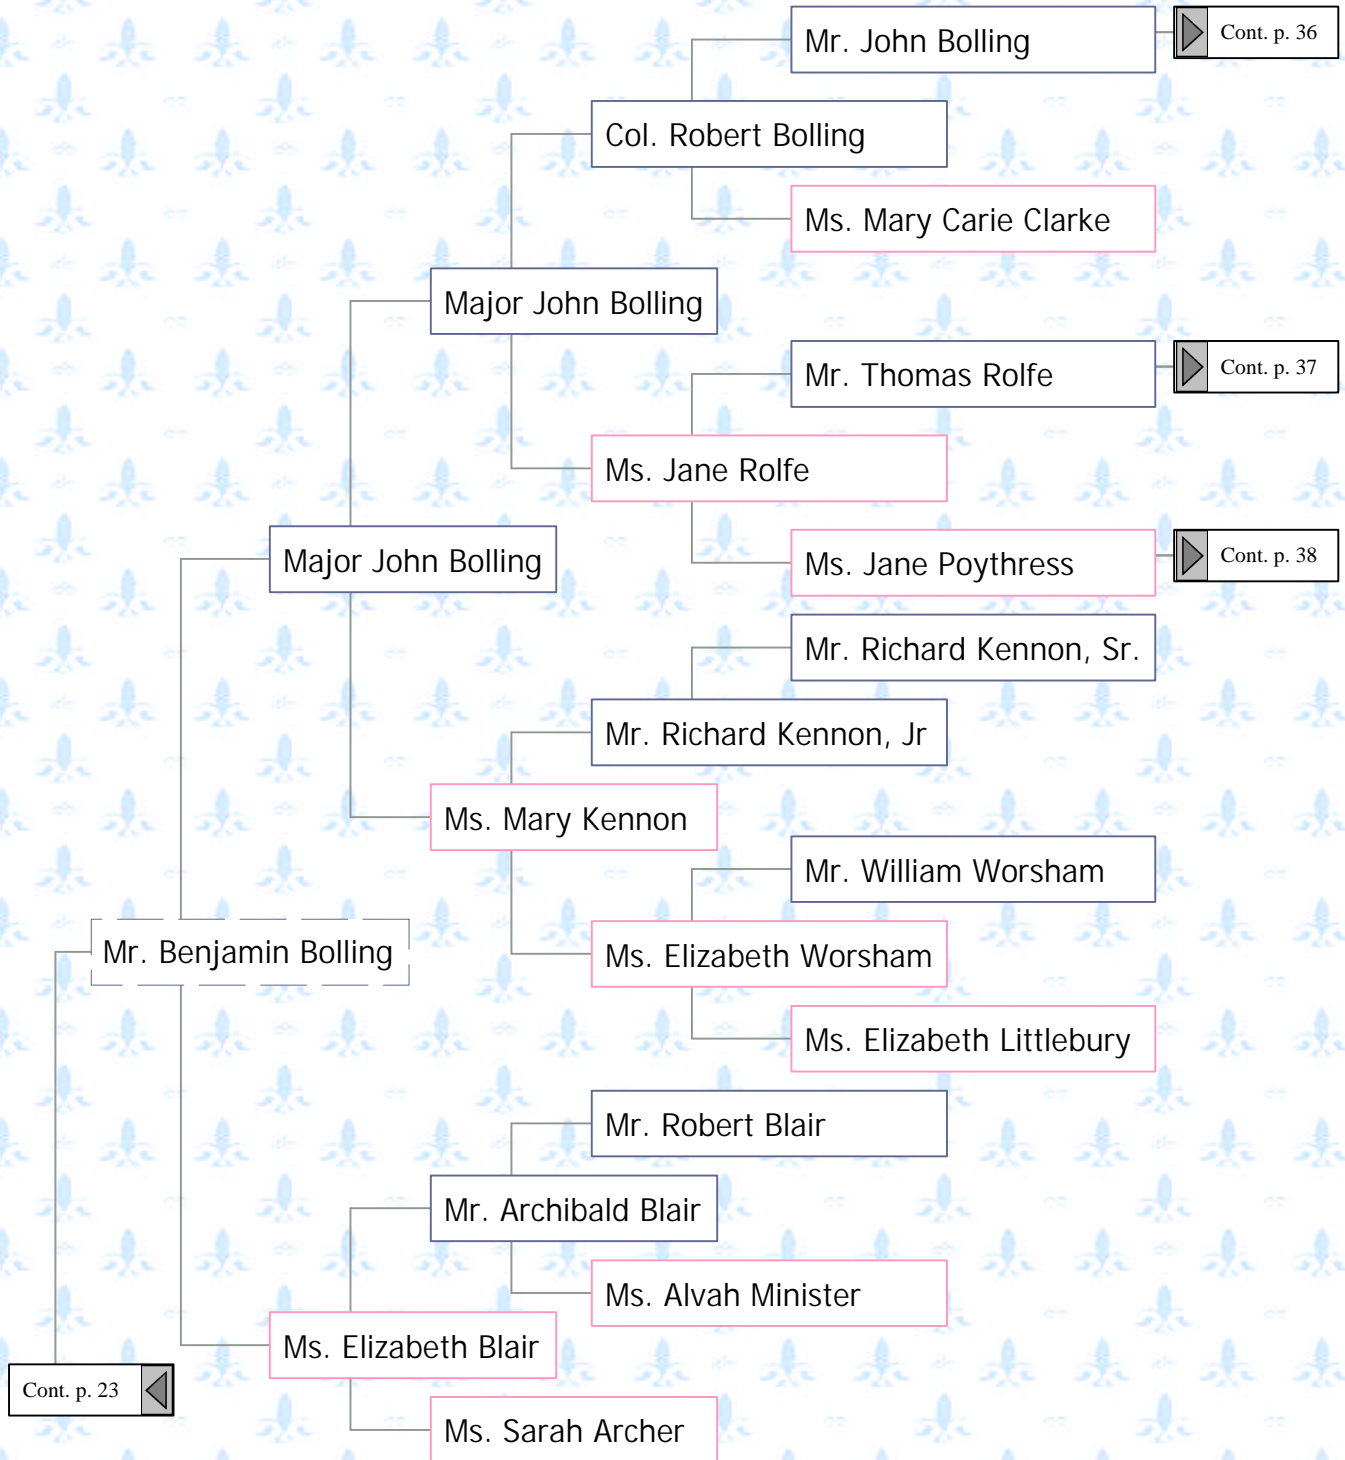 Mr. John Bolling
Cont. p. 36
Col. Robert Bolling
Ms. Mary Carie Clarke
Major John Bolling
Mr. Thomas Rolfe
Cont. p. 37
Ms. Jane Rolfe
Major John Bolling
Ms. Jane Poythress
Cont. p. 38
Mr. Richard Kennon, Sr.
Mr. Richard Kennon, Jr
Ms. Mary Kennon
Mr. William Worsham
Mr. Benjamin Bolling
Ms. Elizabeth Worsham
Ms. Elizabeth Littlebury
Mr. Robert Blair
Mr. Archibald Blair
Ms. Alvah Minister
Ms. Elizabeth Blair
Cont. p. 23
Ms. Sarah Archer